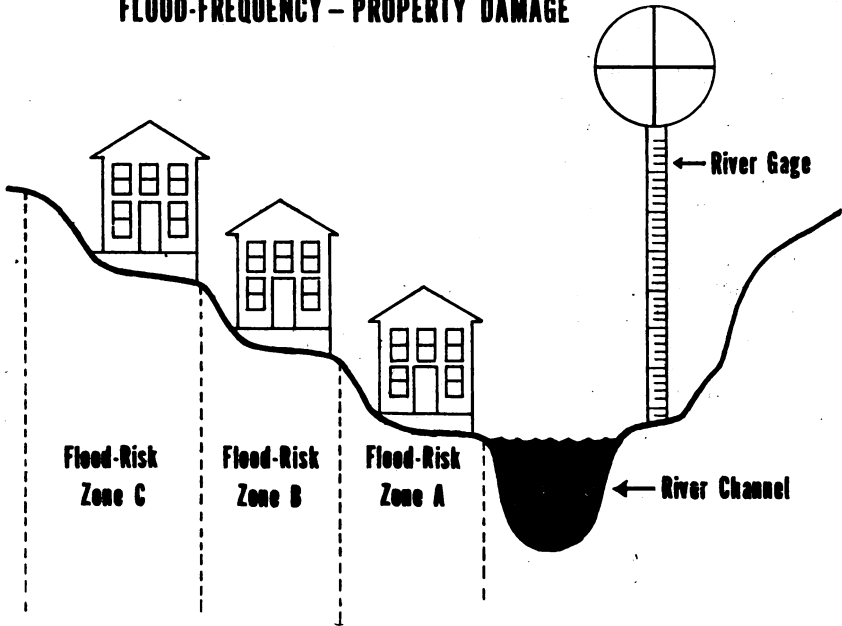 FLOOD-FREQUENCY – PROPERTY DAMAGE
River Gage
Flood-Risk
Zone C
Flood-Risk
Zone B
Flood-Risk
Zone A
River Channel